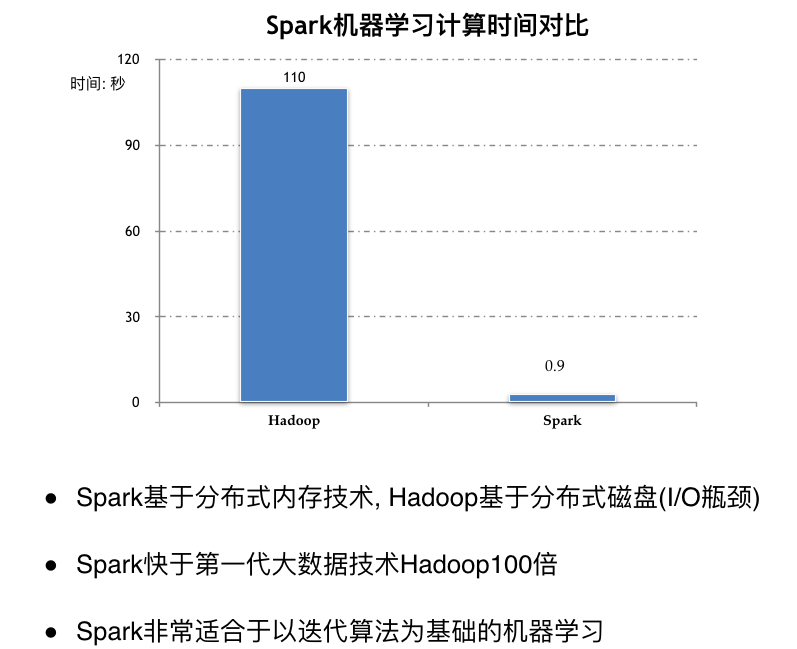 Spark机器学习计算时间对比
120
时间: 秒
110
90
60
30
0.9
0
Hadoop
Spark
● Spark基于分布式内存技术, Hadoop基于分布式磁盘(I/O瓶颈)
● Spark快于第一代大数据技术Hadoop100倍
● Spark非常适合于以迭代算法为基础的机器学习